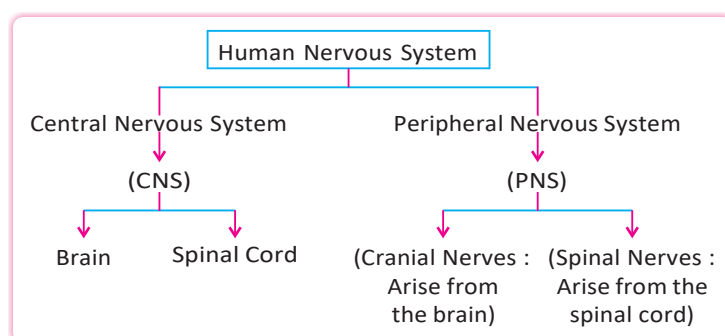 Human Nervous System
Central Nervous System
Peripheral Nervous System
(CNS)
(PNS)
Brain
Spinal Cord
(Cranial Nerves :
Arise from
the brain)
(Spinal Nerves :
Arise from the
spinal cord)